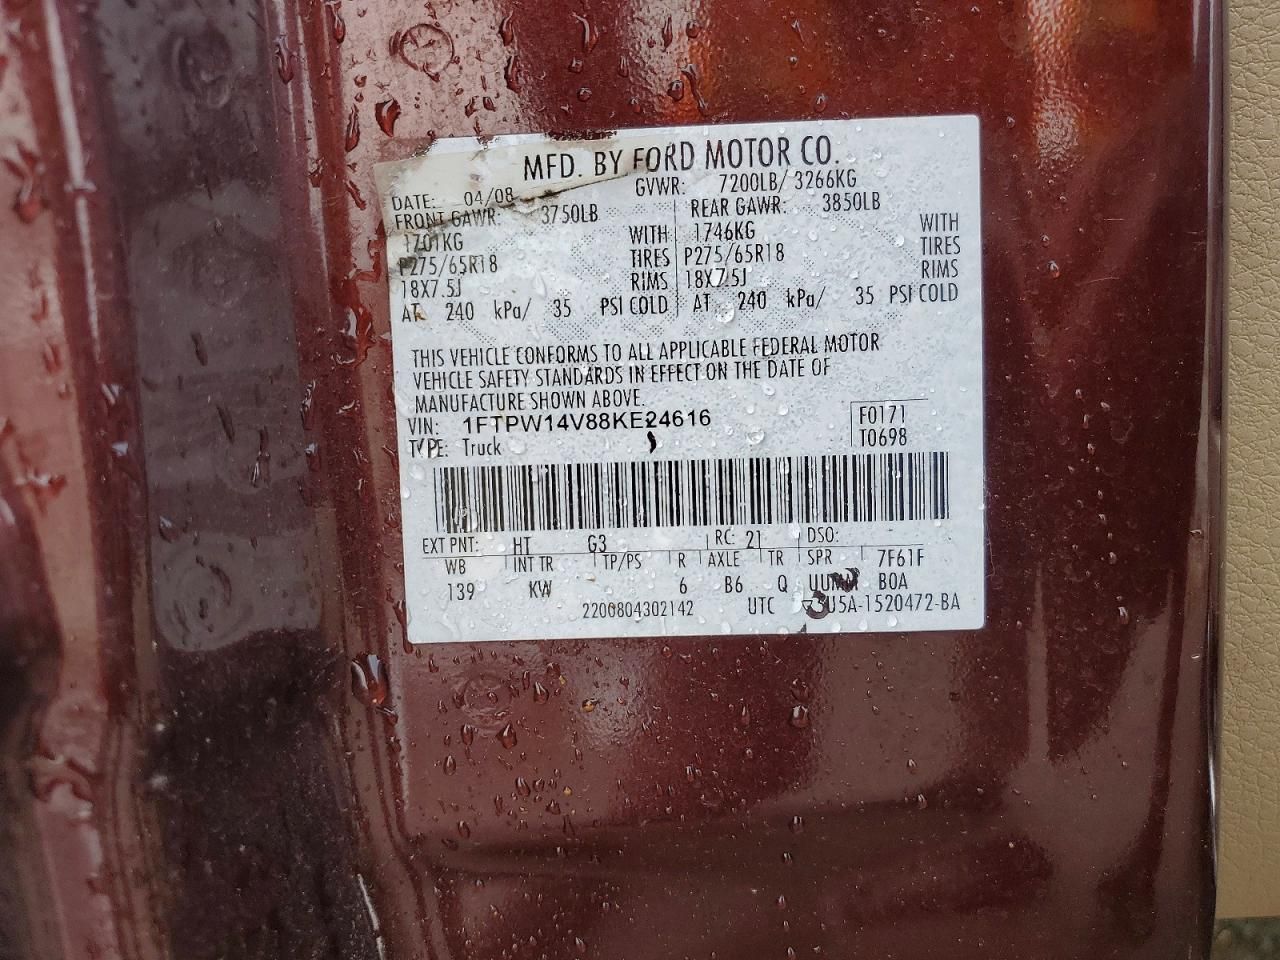 MFD. BY FORD MOTOR CO.
DATE: 04/08 GVWR: 7200LB/ 3266KG
FRONT GAWR: 3750LB REAR GAWR: 3850LB
1701KG WITH 1746KG WITH
P275/65R18 TIRES P275/65R18 TIRES
18X7.5J RIMS 18X7.5J RIMS
AT 240 kPa/ 35 PSI COLD AT 240 kPa/ 35 PSI COLD
THIS VEHICLE CONFORMS TO ALL APPLICABLE FEDERAL MOTOR
VEHICLE SAFETY STANDARDS IN EFFECT ON THE DATE OF
MANUFACTURE SHOWN ABOVE.
VIN: 1FTPW14V88KE24616 F0171
TYPE: Truck T0698
EXT PNT: HT G3 RC: 21 DSO:
WB INT TR TP/PS R AXLE TR SPR 7F61F
139 KW 6 B6 Q BOA
2200804302142 UTC 5U5A-1520472-BA